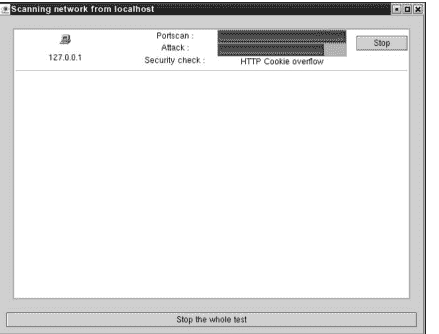 Scanning network from localhost
Portscan :
Attack :
Stop
127.0.0.1
Security check :
HTTP Cookie overflow
Stop the whole test